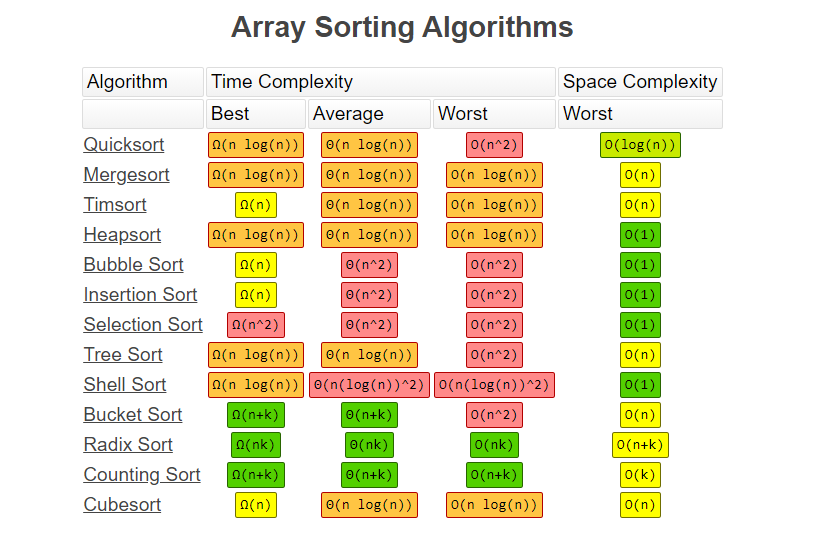 Array Sorting Algorithms
Algorithm Time Complexity Space Complexity
Best Average Worst Worst
Quicksort Ω(n log(n)) Θ(n log(n)) O(n^2) O(log(n))
Mergesort Ω(n log(n)) Θ(n log(n)) O(n log(n)) O(n)
Timsort Ω(n) Θ(n log(n)) O(n log(n)) O(n)
Heapsort Ω(n log(n)) Θ(n log(n)) O(n log(n)) O(1)
Bubble Sort Ω(n) Θ(n^2) O(n^2) O(1)
Insertion Sort Ω(n) Θ(n^2) O(n^2) O(1)
Selection Sort Ω(n^2) Θ(n^2) O(n^2) O(1)
Tree Sort Ω(n log(n)) Θ(n log(n)) O(n^2) O(n)
Shell Sort Ω(n log(n)) Θ(n(log(n))^2) O(n(log(n))^2) O(1)
Bucket Sort Ω(n+k) Θ(n+k) O(n^2) O(n)
Radix Sort Ω(nk) Θ(nk) O(nk) O(n+k)
Counting Sort Ω(n+k) Θ(n+k) O(n+k) O(k)
Cubesort Ω(n) Θ(n log(n)) O(n log(n)) O(n)